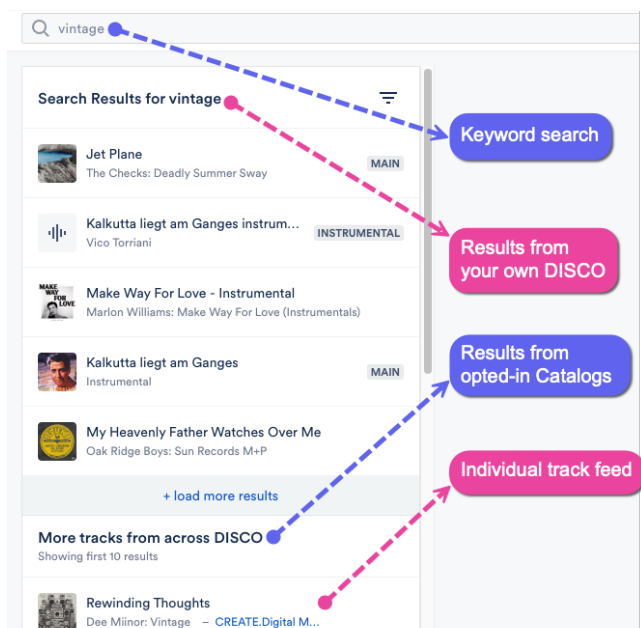 vintage
Search Results for vintage
Keyword search
Jet Plane
The Checks: Deadly Summer Sway
MAIN
Kalkutta liegt am Ganges instrum...
Vico Torriani
INSTRUMENTAL
Results from
your own DISCO
MAKE
WAY
FOR
LOVE
Make Way For Love - Instrumental
Marlon Williams: Make Way For Love (Instrumentals)
Kalkutta liegt am Ganges
Instrumental
MAIN
Results from
opted-in Catalogs
My Heavenly Father Watches Over Me
Oak Ridge Boys: Sun Records M+P
Individual track feed
+ load more results
More tracks from across DISCO
Showing first 10 results
Rewinding Thoughts
Dee Miinor: Vintage – CREATE.Digital M...